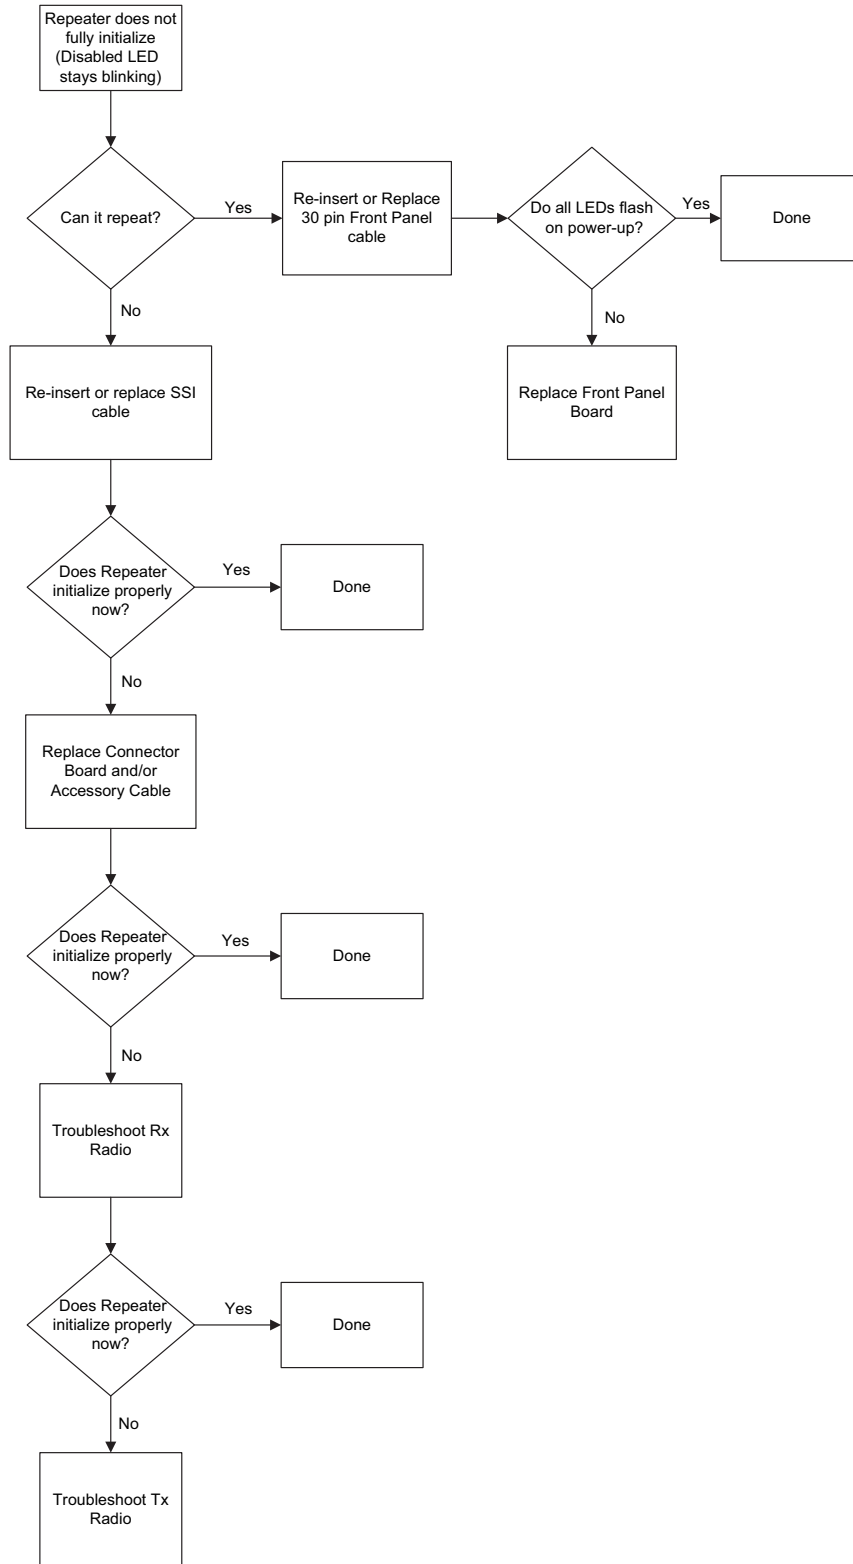 Repeater does not
fully initialize
(Disabled LED
stays blinking)
Can it repeat?
Yes
Re-insert or Replace
30 pin Front Panel
cable
Do all LEDs flash
on power-up?
Yes
Done
No
No
Re-insert or replace SSI
cable
Replace Front Panel
Board
Does Repeater
initialize properly
now?
Yes
Done
No
Replace Connector
Board and/or
Accessory Cable
Does Repeater
initialize properly
now?
Yes
Done
No
Troubleshoot Rx
Radio
Does Repeater
initialize properly
now?
Yes
Done
No
Troubleshoot Tx
Radio